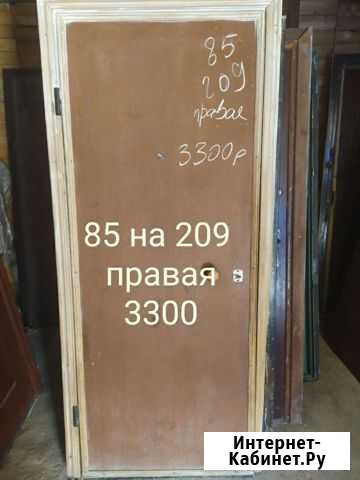 85
209
правая
3300р
85 на 209
правая
3300
Интернет-
Кабинет.Ру